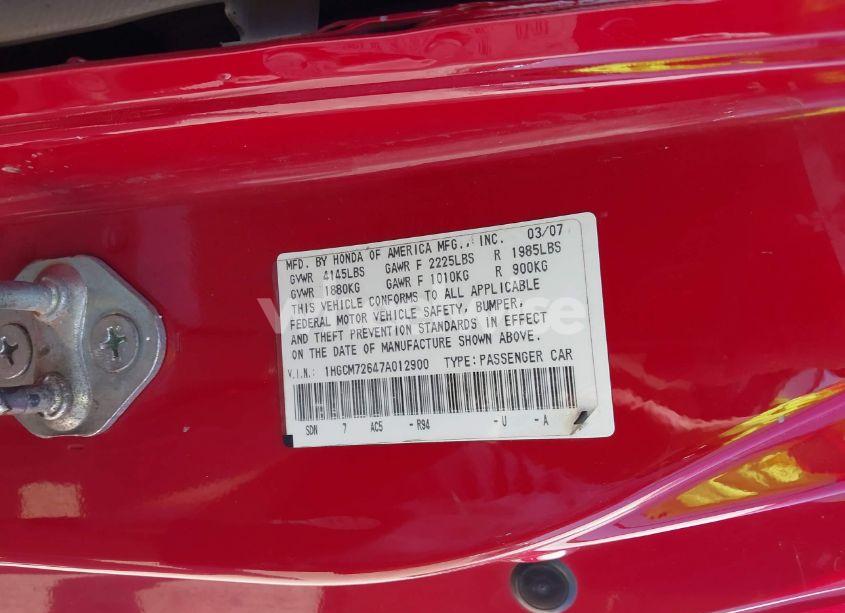 MFD. BY HONDA OF AMERICA MFG., INC. 03/07
GVWR 4145LBS GAWR F 2225LBS R 1985LBS
GVWR 1880KG GAWR F 1010KG R 900KG
THIS VEHICLE CONFORMS TO ALL APPLICABLE
FEDERAL MOTOR VEHICLE SAFETY, BUMPER,
AND THEFT PREVENTION STANDARDS IN EFFECT
ON THE DATE OF MANUFACTURE SHOWN ABOVE.
V.I.N.: 1HGCM72647A012900 TYPE: PASSENGER CAR
SDN 7 AC5 -R94 -U -A